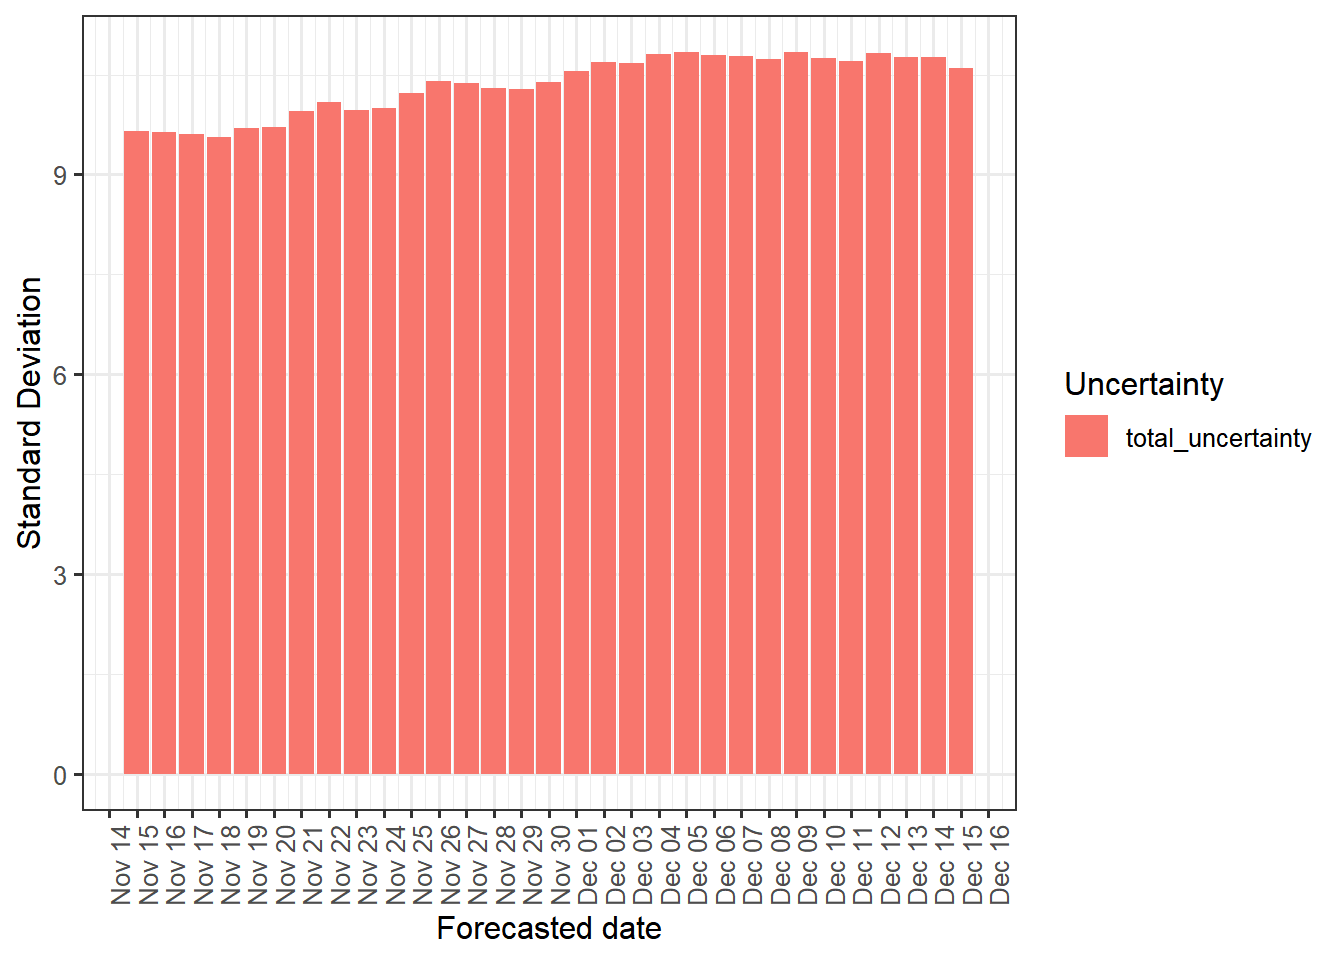 9
6
3
0
Standard Deviation
Nov 14
Nov 15
Nov 16
Nov 17
Nov 18
Nov 19
Nov 20
Nov 21
Nov 22
Nov 23
Nov 24
Nov 25
Nov 26
Nov 27
Nov 28
Nov 29
Nov 30
Dec 01
Dec 02
Dec 03
Dec 04
Dec 05
Dec 06
Dec 07
Dec 08
Dec 09
Dec 10
Dec 11
Dec 12
Dec 13
Dec 14
Dec 15
Dec 16
Forecasted date
Uncertainty
total_uncertainty